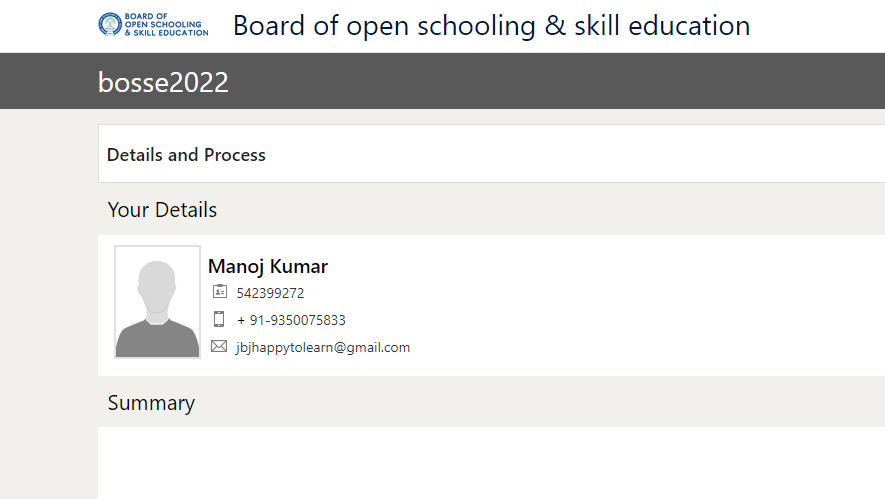 BOARD OF
OPEN SCHOOLING
& SKILL EDUCATION
Board of open schooling & skill education
bosse2022
Details and Process
Your Details
Manoj Kumar
542399272
+ 91-9350075833
jbjhappytolearn@gmail.com
Summary